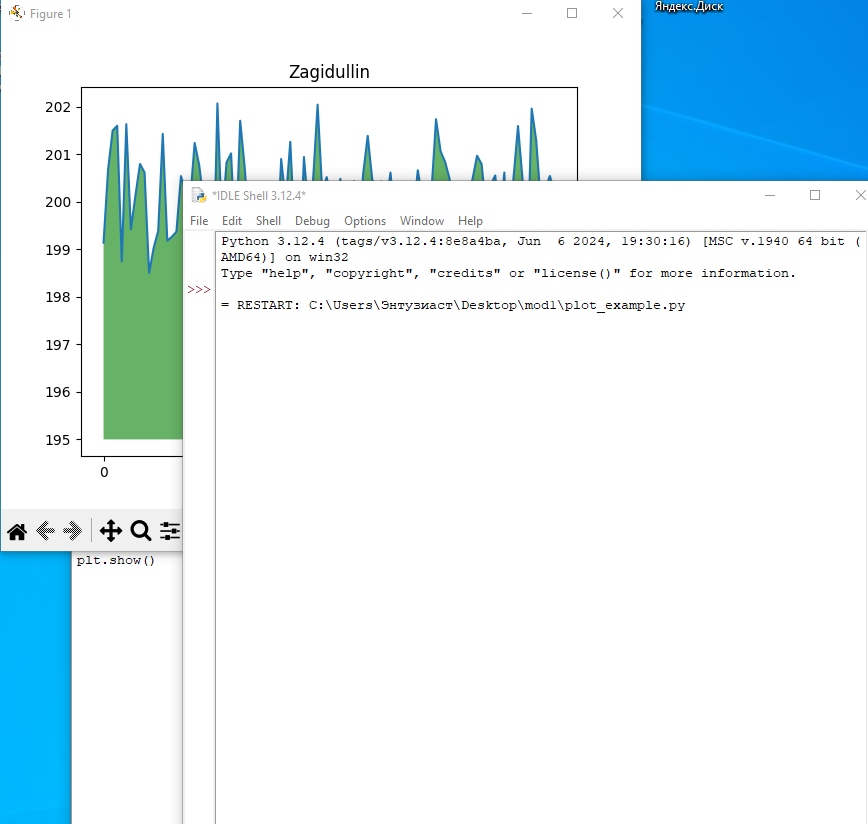 Figure 1
Яндекс.Диск
Zagidullin
202
201
200
199
198
197
196
195
0
*IDLE Shell 3.12.4*
File Edit Shell Debug Options Window Help
Python 3.12.4 (tags/v3.12.4:8e8a4ba, Jun  6 2024, 19:30:16) [MSC v.1940 64 bit (
AMD64)] on win32
Type "help", "copyright", "credits" or "license()" for more information.
>>>
= RESTART: C:\Users\Энтузиаст\Desktop\mod1\plot_example.py
plt.show()